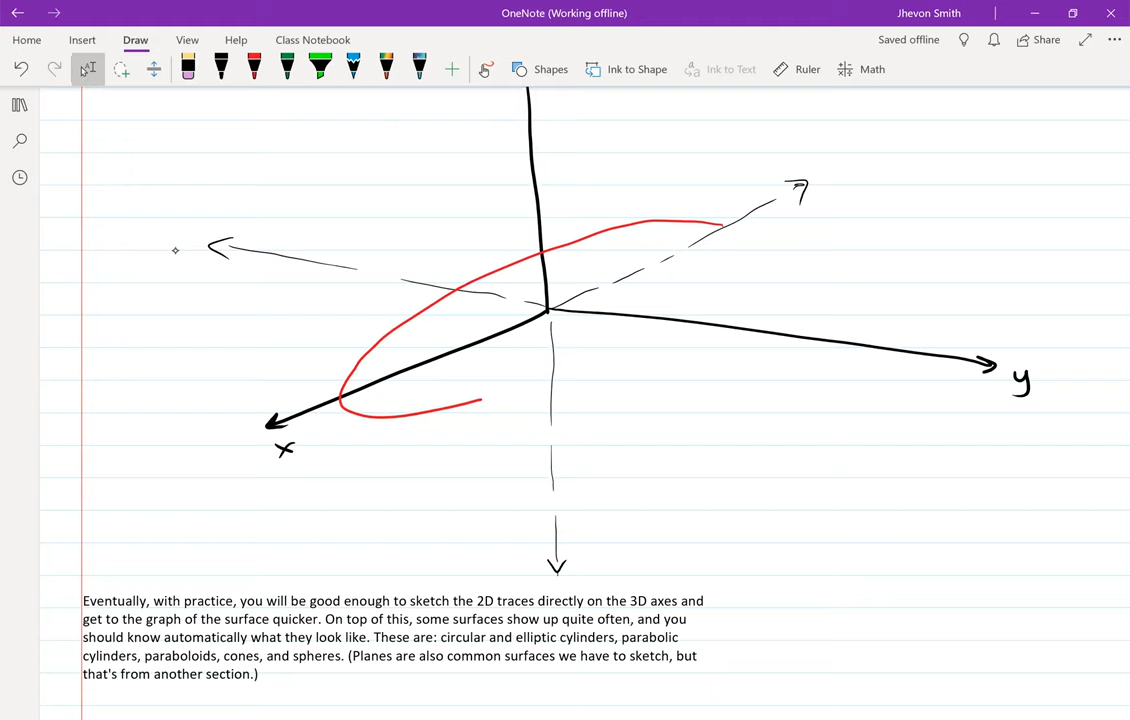 OneNote (Working offline)
Jhevon Smith
Home Insert Draw View Help Class Notebook
Saved offline
Share
Shapes
Ink to Shape
Ink to Text
Ruler
Math
y
x
Eventually, with practice, you will be good enough to sketch the 2D traces directly on the 3D axes and
get to the graph of the surface quicker. On top of this, some surfaces show up quite often, and you
should know automatically what they look like. These are: circular and elliptic cylinders, parabolic
cylinders, paraboloids, cones, and spheres. (Planes are also common surfaces we have to sketch, but
that's from another section.)